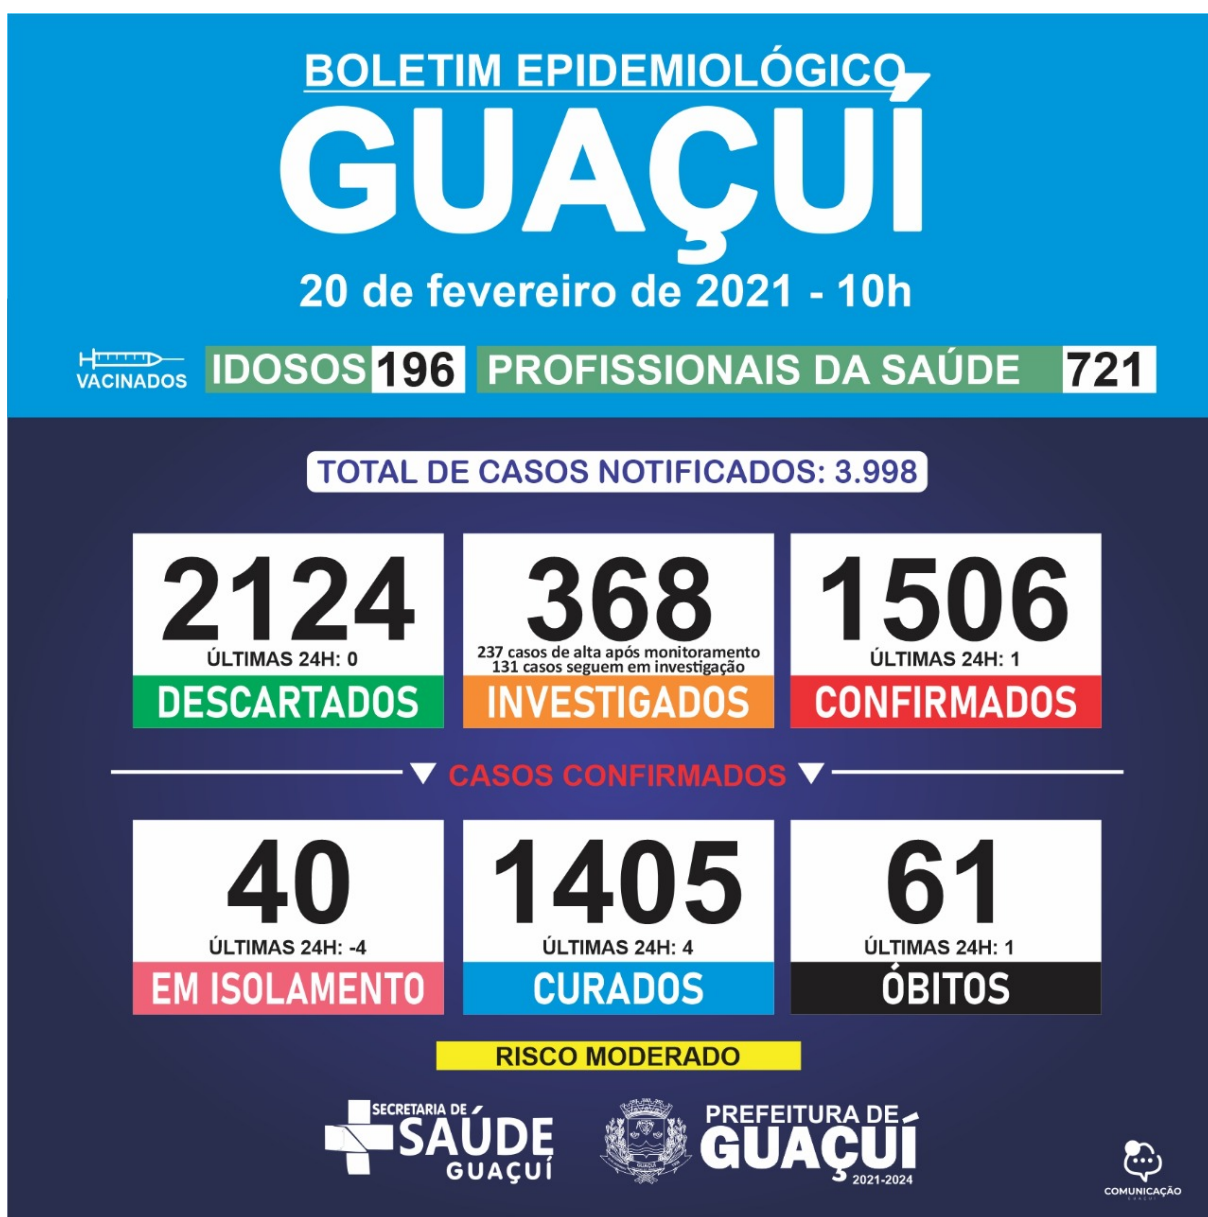 BOLETIM EPIDEMIOLÓGICO
GUAÇUÍ
20 de fevereiro de 2021 - 10h
VACINADOS
IDOSOS 196 PROFISSIONAIS DA SAÚDE 721
TOTAL DE CASOS NOTIFICADOS: 3.998
2124
ÚLTIMAS 24H: 0
DESCARTADOS
368
237 casos de alta após monitoramento
131 casos seguem em investigação
INVESTIGADOS
1506
ÚLTIMAS 24H: 1
CONFIRMADOS
CASOS CONFIRMADOS
40
ÚLTIMAS 24H: -4
EM ISOLAMENTO
1405
ÚLTIMAS 24H: 4
CURADOS
61
ÚLTIMAS 24H: 1
ÓBITOS
RISCO MODERADO
SECRETARIA DE
SAÚDE
GUAÇUÍ
PREFEITURA DE
GUAÇUÍ
2021-2024
COMUNICAÇÃO